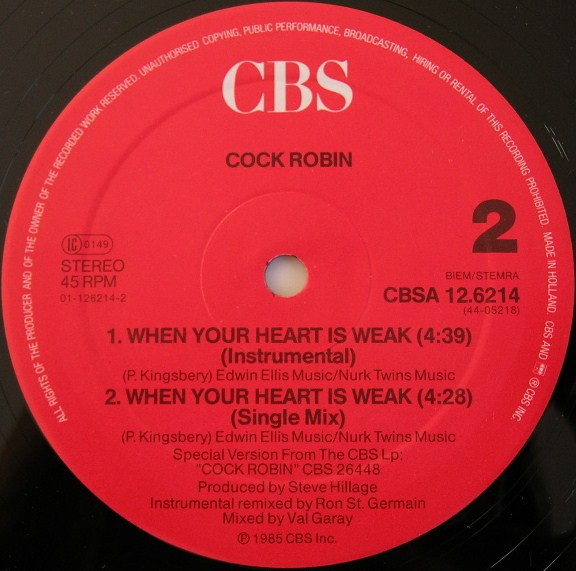 ALL RIGHTS OF THE PRODUCER AND OF THE OWNER OF THE RECORDED WORK RESERVED. UNAUTHORISED COPYING, PUBLIC PERFORMANCE, BROADCASTING, HIRING OR RENTAL OF THIS RECORDING PROHIBITED. MADE IN HOLLAND. CBS AND ℗ CBS INC.
CBS
COCK ROBIN
2
LC 0149
STEREO
45 RPM
01-126214-2
BIEM/STEMRA
CBSA 12.6214
(44-05218)
1. WHEN YOUR HEART IS WEAK (4:39)
(Instrumental)
(P. Kingsbery) Edwin Ellis Music/Nurk Twins Music
2. WHEN YOUR HEART IS WEAK (4:28)
(Single Mix)
(P. Kingsbery) Edwin Ellis Music/Nurk Twins Music
Special Version From The CBS Lp:
"COCK ROBIN" CBS 26448
Produced by Steve Hillage
Instrumental remixed by Ron St. Germain
Mixed by Val Garay
℗ 1985 CBS Inc.